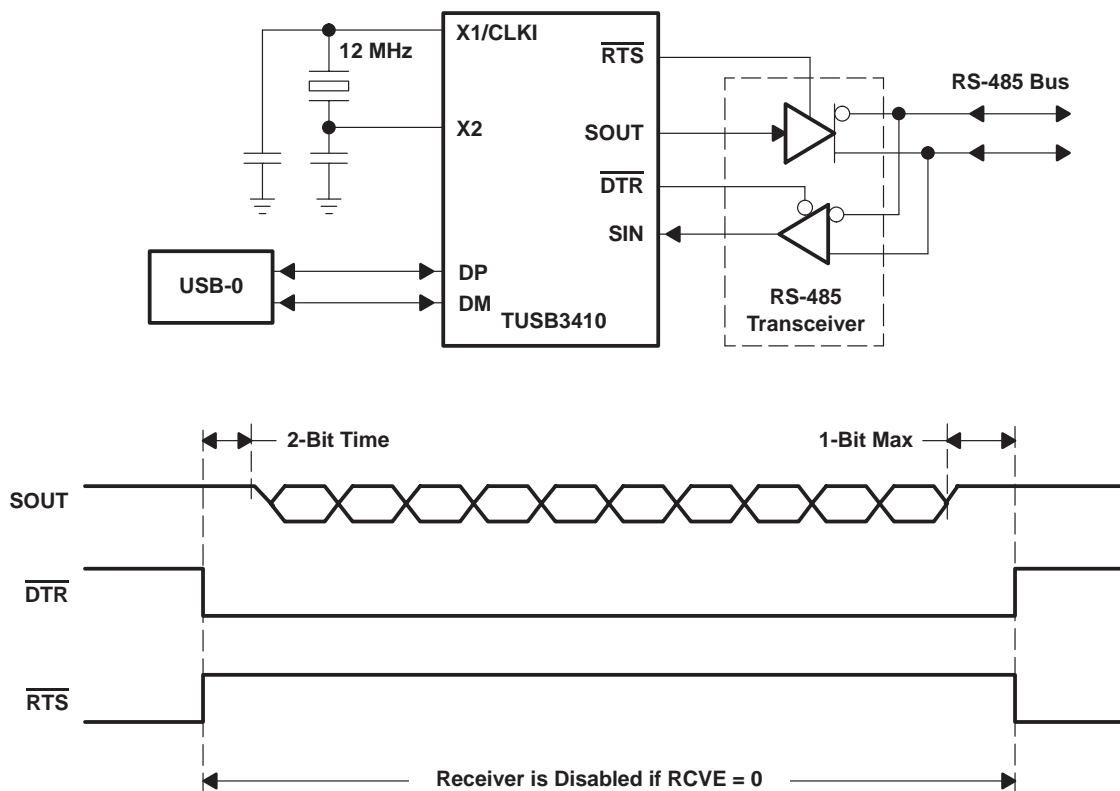 X1/CLKI
12 MHz
RTS
RS-485 Bus
X2
SOUT
DTR
SIN
USB-0
DP
DM
TUSB3410
RS-485
Transceiver
2-Bit Time
1-Bit Max
SOUT
DTR
RTS
Receiver is Disabled if RCVE = 0